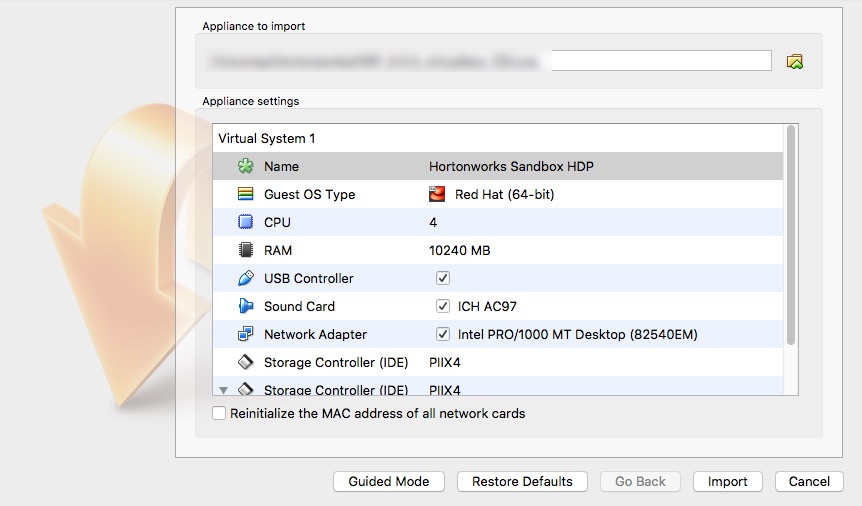 Appliance to import
Appliance settings
Virtual System 1
Name Hortonworks Sandbox HDP
Guest OS Type Red Hat (64-bit)
CPU 4
RAM 10240 MB
USB Controller
Sound Card ICH AC97
Network Adapter Intel PRO/1000 MT Desktop (82540EM)
Storage Controller (IDE) PIIX4
Storage Controller (IDE) PIIX4
Reinitialize the MAC address of all network cards
Guided Mode Restore Defaults Go Back Import Cancel